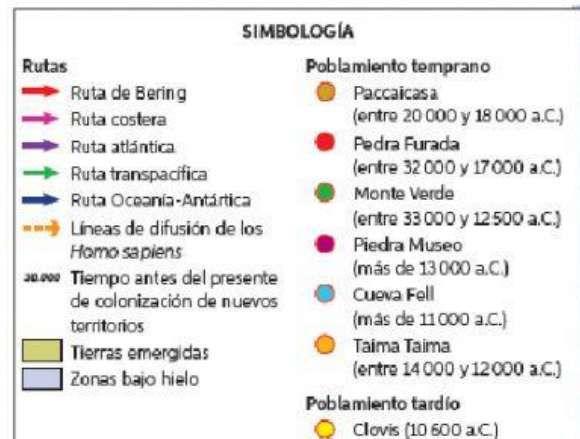 SIMBOLOGÍA
Rutas
Ruta de Bering
Ruta costera
Ruta atlántica
Ruta transpacífica
Ruta Oceanía-Antártica
Líneas de difusión de los
Homo sapiens
30.000 Tiempo antes del presente
de colonización de nuevos
territorios
Tierras emergidas
Zonas bajo hielo
Poblamiento temprano
Paccaicasa
(entre 20 000 y 18 000 a.C.)
Pedra Furada
(entre 32 000 y 17 000 a.C.)
Monte Verde
(entre 33 000 y 12 500 a.C.)
Piedra Museo
(más de 13 000 a.C.)
Cueva Fell
(más de 11 000 a.C.)
Taima Taima
(entre 14 000 y 12 000 a.C.)
Poblamiento tardío
Clovis (10 600 a.C.)